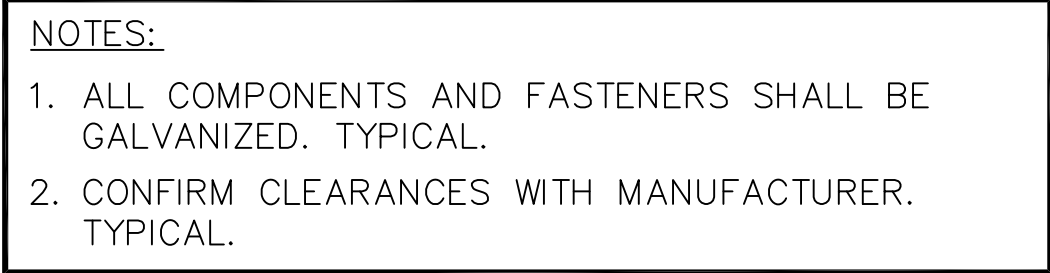 NOTES:
1. ALL COMPONENTS AND FASTENERS SHALL BE
GALVANIZED. TYPICAL.
2. CONFIRM CLEARANCES WITH MANUFACTURER.
TYPICAL.